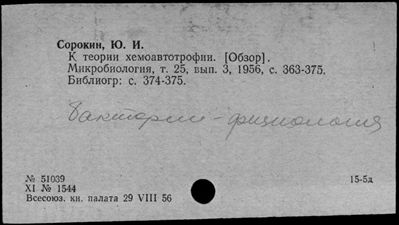 Сорокин, Ю. И.
К теории хемоавтотрофии. [Обзор].
Микробиология, т. 25, вып. 3, 1956, с. 363-375.
Библиогр: с. 374-375.
Бактерии - физиология
№ 51039
15-5д
XI № 1544
Всесоюз. кн. палата 29 VIII 56